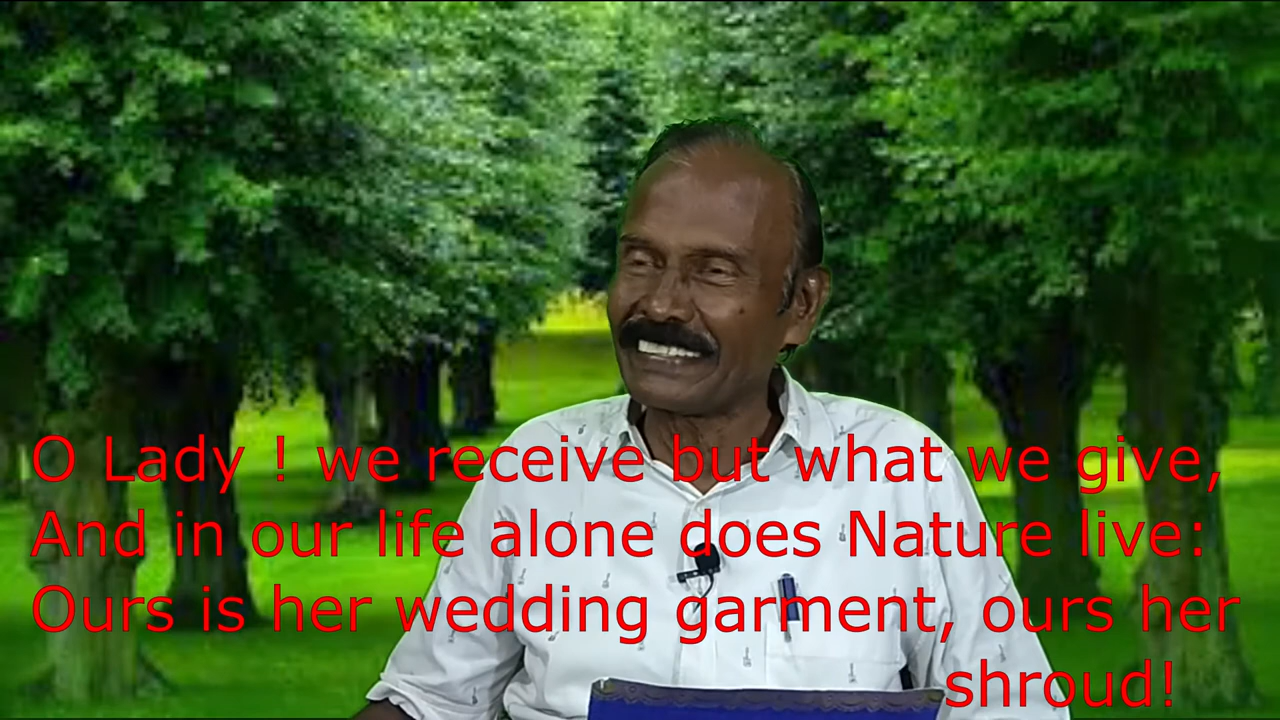 O Lady ! we receive but what we give,
And in our life alone does Nature live:
Ours is her wedding garment, ours her
shroud!